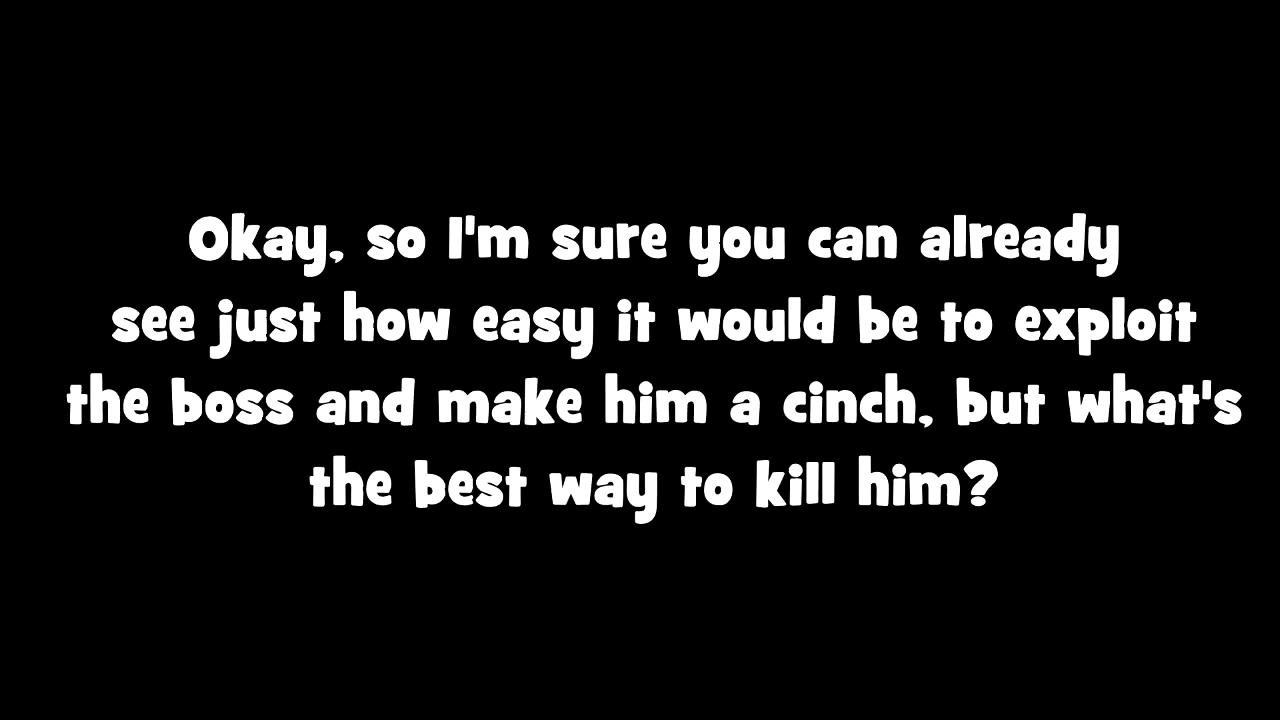 Okay, so I'm sure you can already
see just how easy it would be to exploit
the boss and make him a cinch, but what's
the best way to kill him?